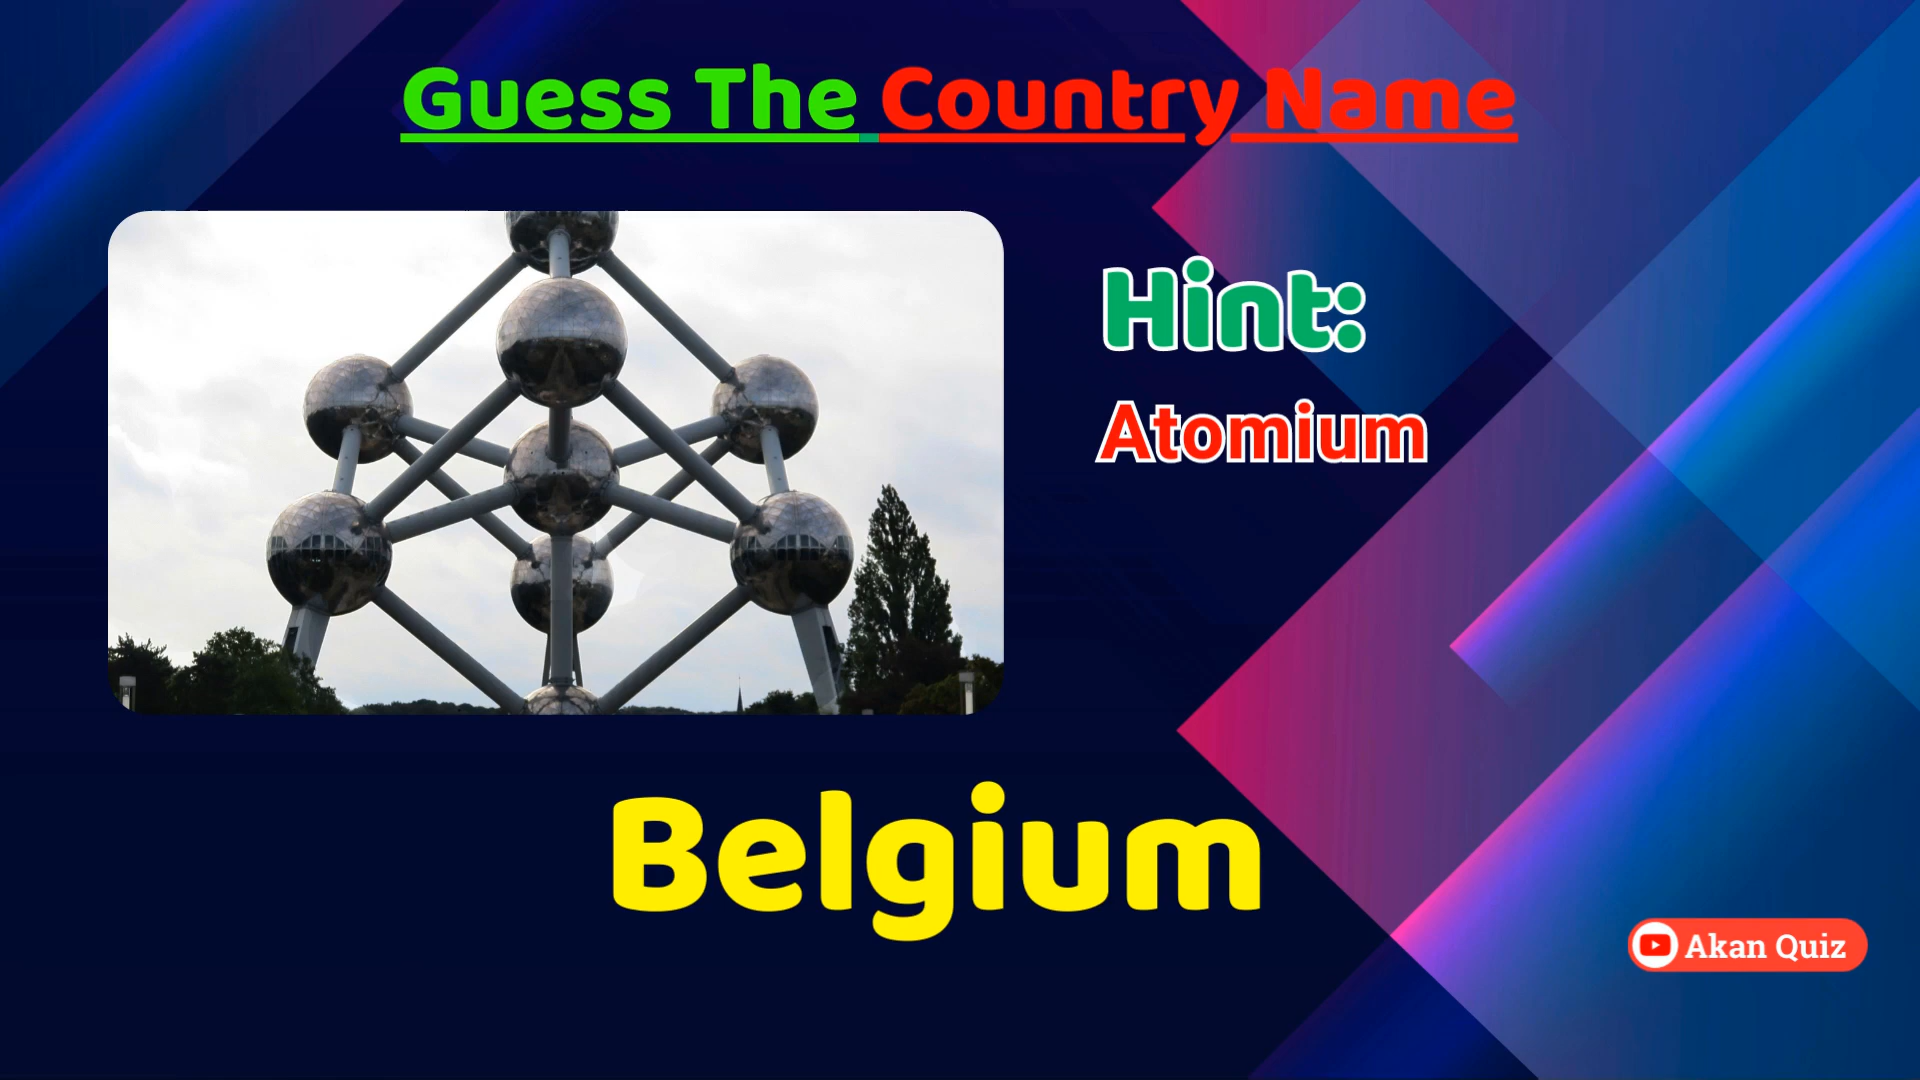 Guess The Country Name
Hint:
Atomium
Belgium
Akan Quiz